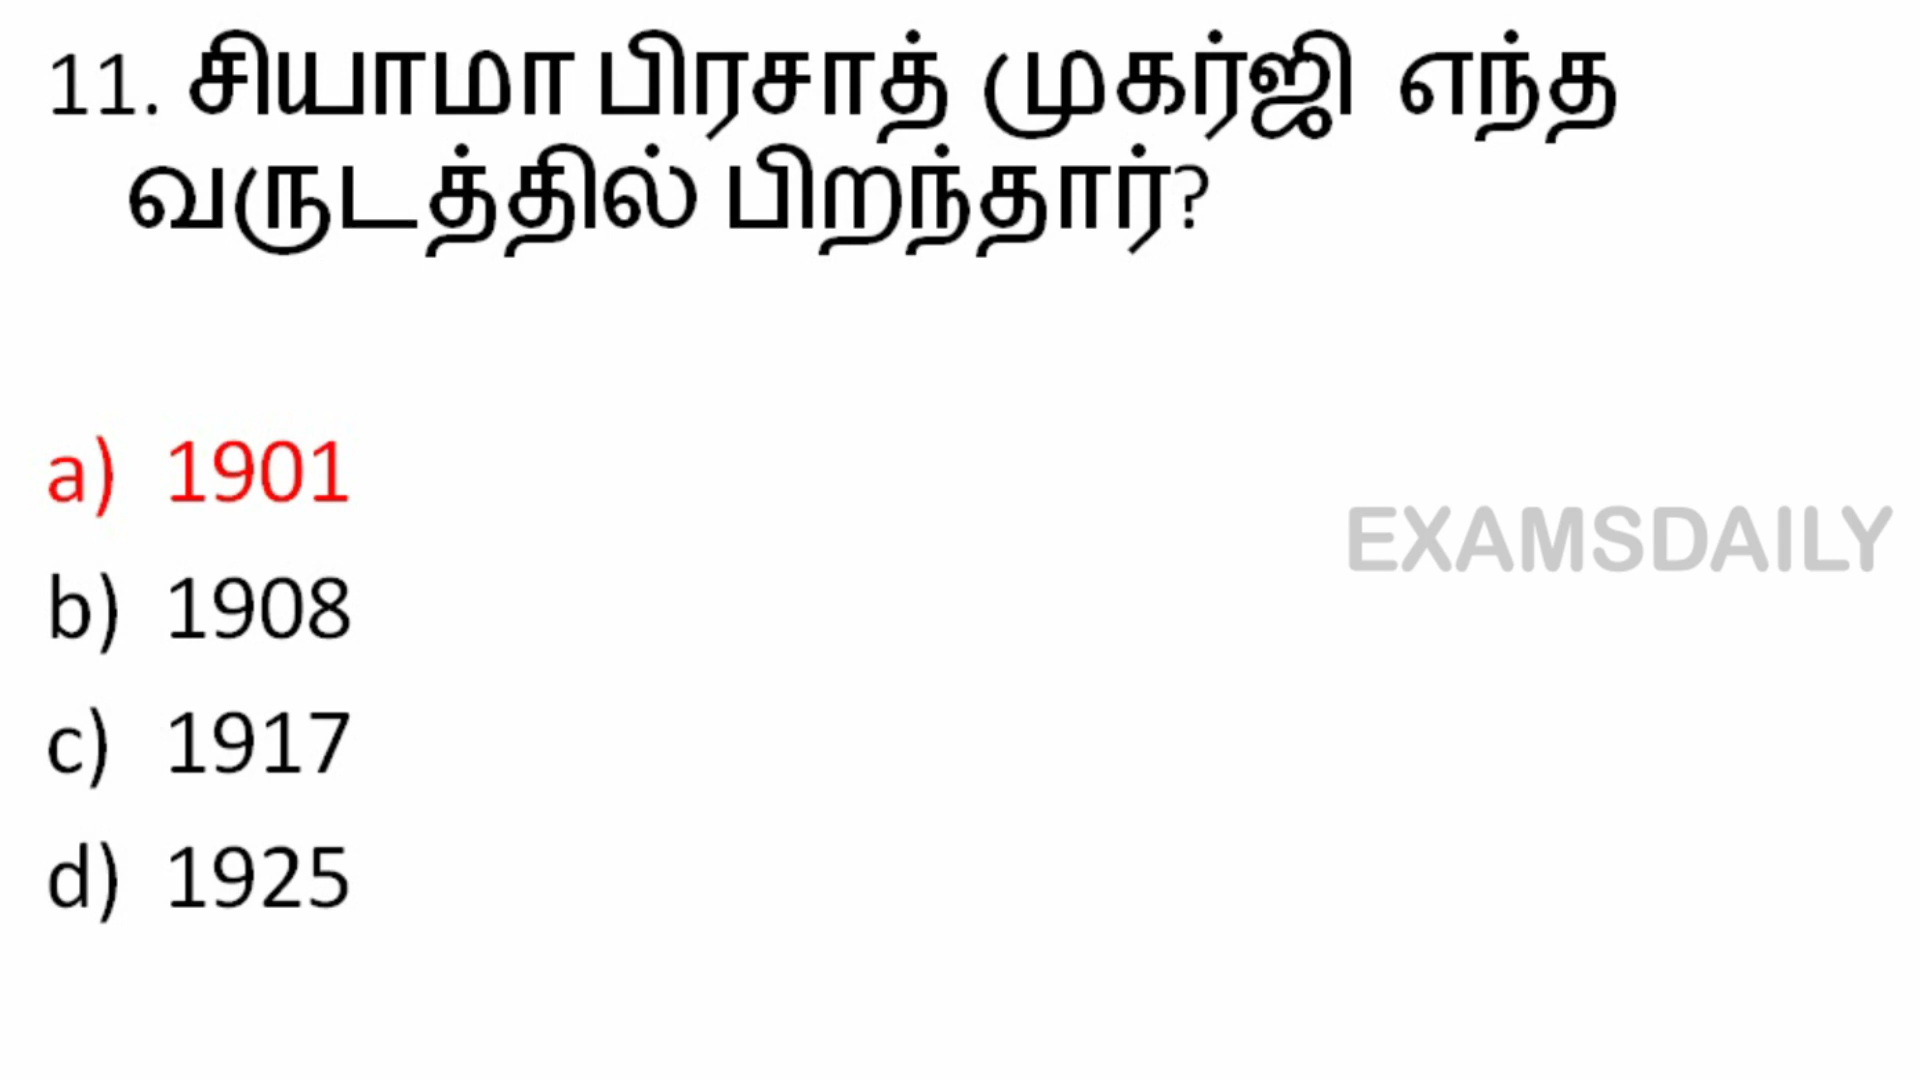 11. சியாமா பிரசாத் முகர்ஜி எந்த
வருடத்தில் பிறந்தார்?
a) 1901
EXAMSDAILY
b) 1908
c) 1917
d) 1925